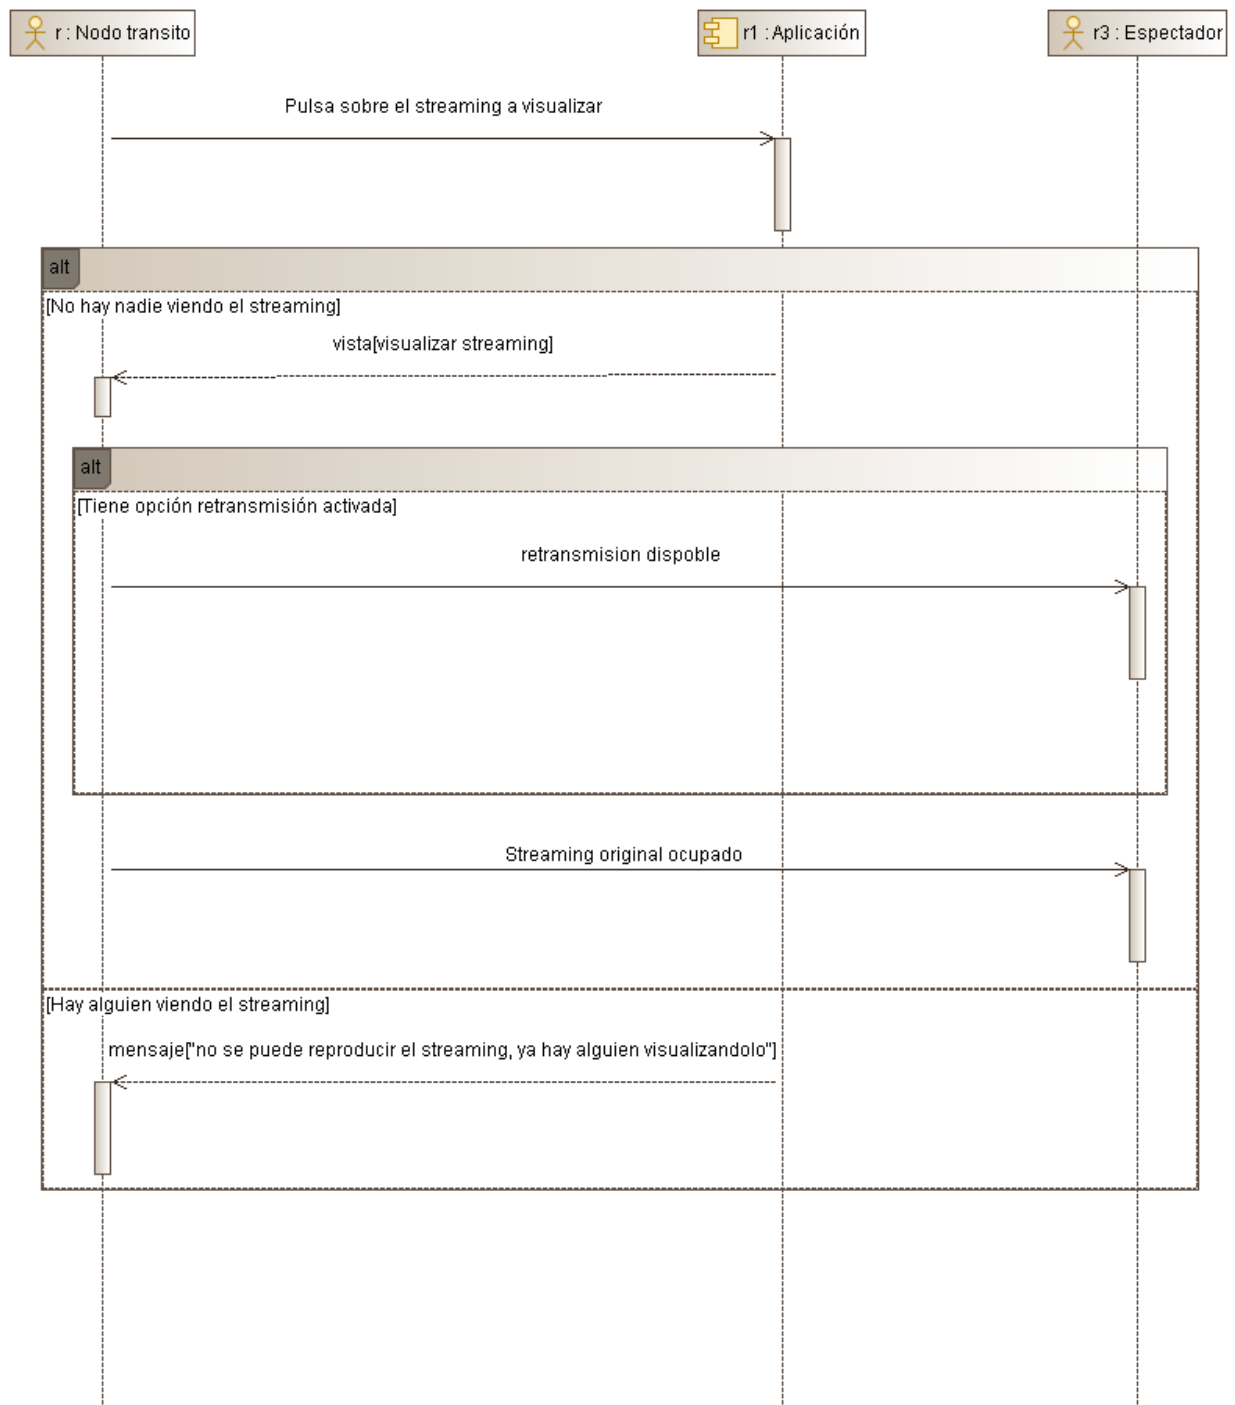 r : Nodo transito
r1 : Aplicación
r3 : Espectador
Pulsa sobre el streaming a visualizar
alt
[No hay nadie viendo el streaming]
vista[visualizar streaming]
alt
[Tiene opción retransmisión activada]
retransmision dispoble
Streaming original ocupado
[Hay alguien viendo el streaming]
mensaje["no se puede reproducir el streaming, ya hay alguien visualizandolo"]